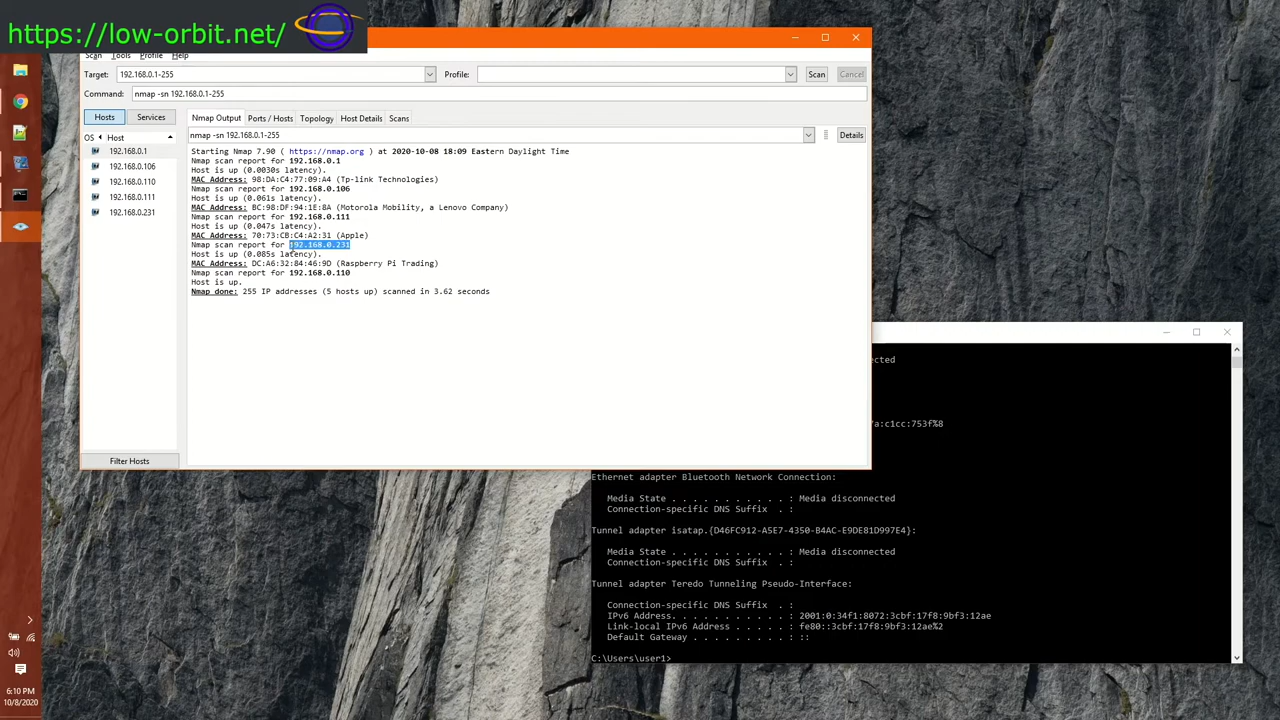 https://low-orbit.net/
Scan Tools Profile Help
Target: 192.168.0.1-255 Profile: Scan Cancel
Command: nmap -sn 192.168.0.1-255
Hosts Services Nmap Output Ports / Hosts Topology Host Details Scans
OS Host
nmap -sn 192.168.0.1-255 Details
192.168.0.1
192.168.0.106
192.168.0.110
192.168.0.111
192.168.0.231
Filter Hosts
Starting Nmap 7.90 ( https://nmap.org ) at 2020-10-08 18:09 Eastern Daylight Time
Nmap scan report for 192.168.0.1
Host is up (0.0030s latency).
MAC Address: 98:DA:C4:77:09:A4 (Tp-link Technologies)
Nmap scan report for 192.168.0.106
Host is up (0.061s latency).
MAC Address: BC:98:DF:94:1E:8A (Motorola Mobility, a Lenovo Company)
Nmap scan report for 192.168.0.111
Host is up (0.047s latency).
MAC Address: 70:73:CB:C4:A2:31 (Apple)
Nmap scan report for 192.168.0.231
Host is up (0.085s latency).
MAC Address: DC:A6:32:84:46:9D (Raspberry Pi Trading)
Nmap scan report for 192.168.0.110
Host is up.
Nmap done: 255 IP addresses (5 hosts up) scanned in 3.62 seconds
ected
a:c1cc:753f%8
Ethernet adapter Bluetooth Network Connection:
Media State . . . . . . . . . . . : Media disconnected
Connection-specific DNS Suffix . :
Tunnel adapter isatap.{D46FC912-A5E7-4350-B4AC-E9DE81D997E4}:
Media State . . . . . . . . . . . : Media disconnected
Connection-specific DNS Suffix . :
Tunnel adapter Teredo Tunneling Pseudo-Interface:
Connection-specific DNS Suffix . :
IPv6 Address. . . . . . . . . . . : 2001:0:34f1:8072:3cbf:17f8:9bf3:12ae
Link-local IPv6 Address . . . . . : fe80::3cbf:17f8:9bf3:12ae%2
Default Gateway . . . . . . . . . : ::
C:\Users\user1>
6:10 PM
10/8/2020